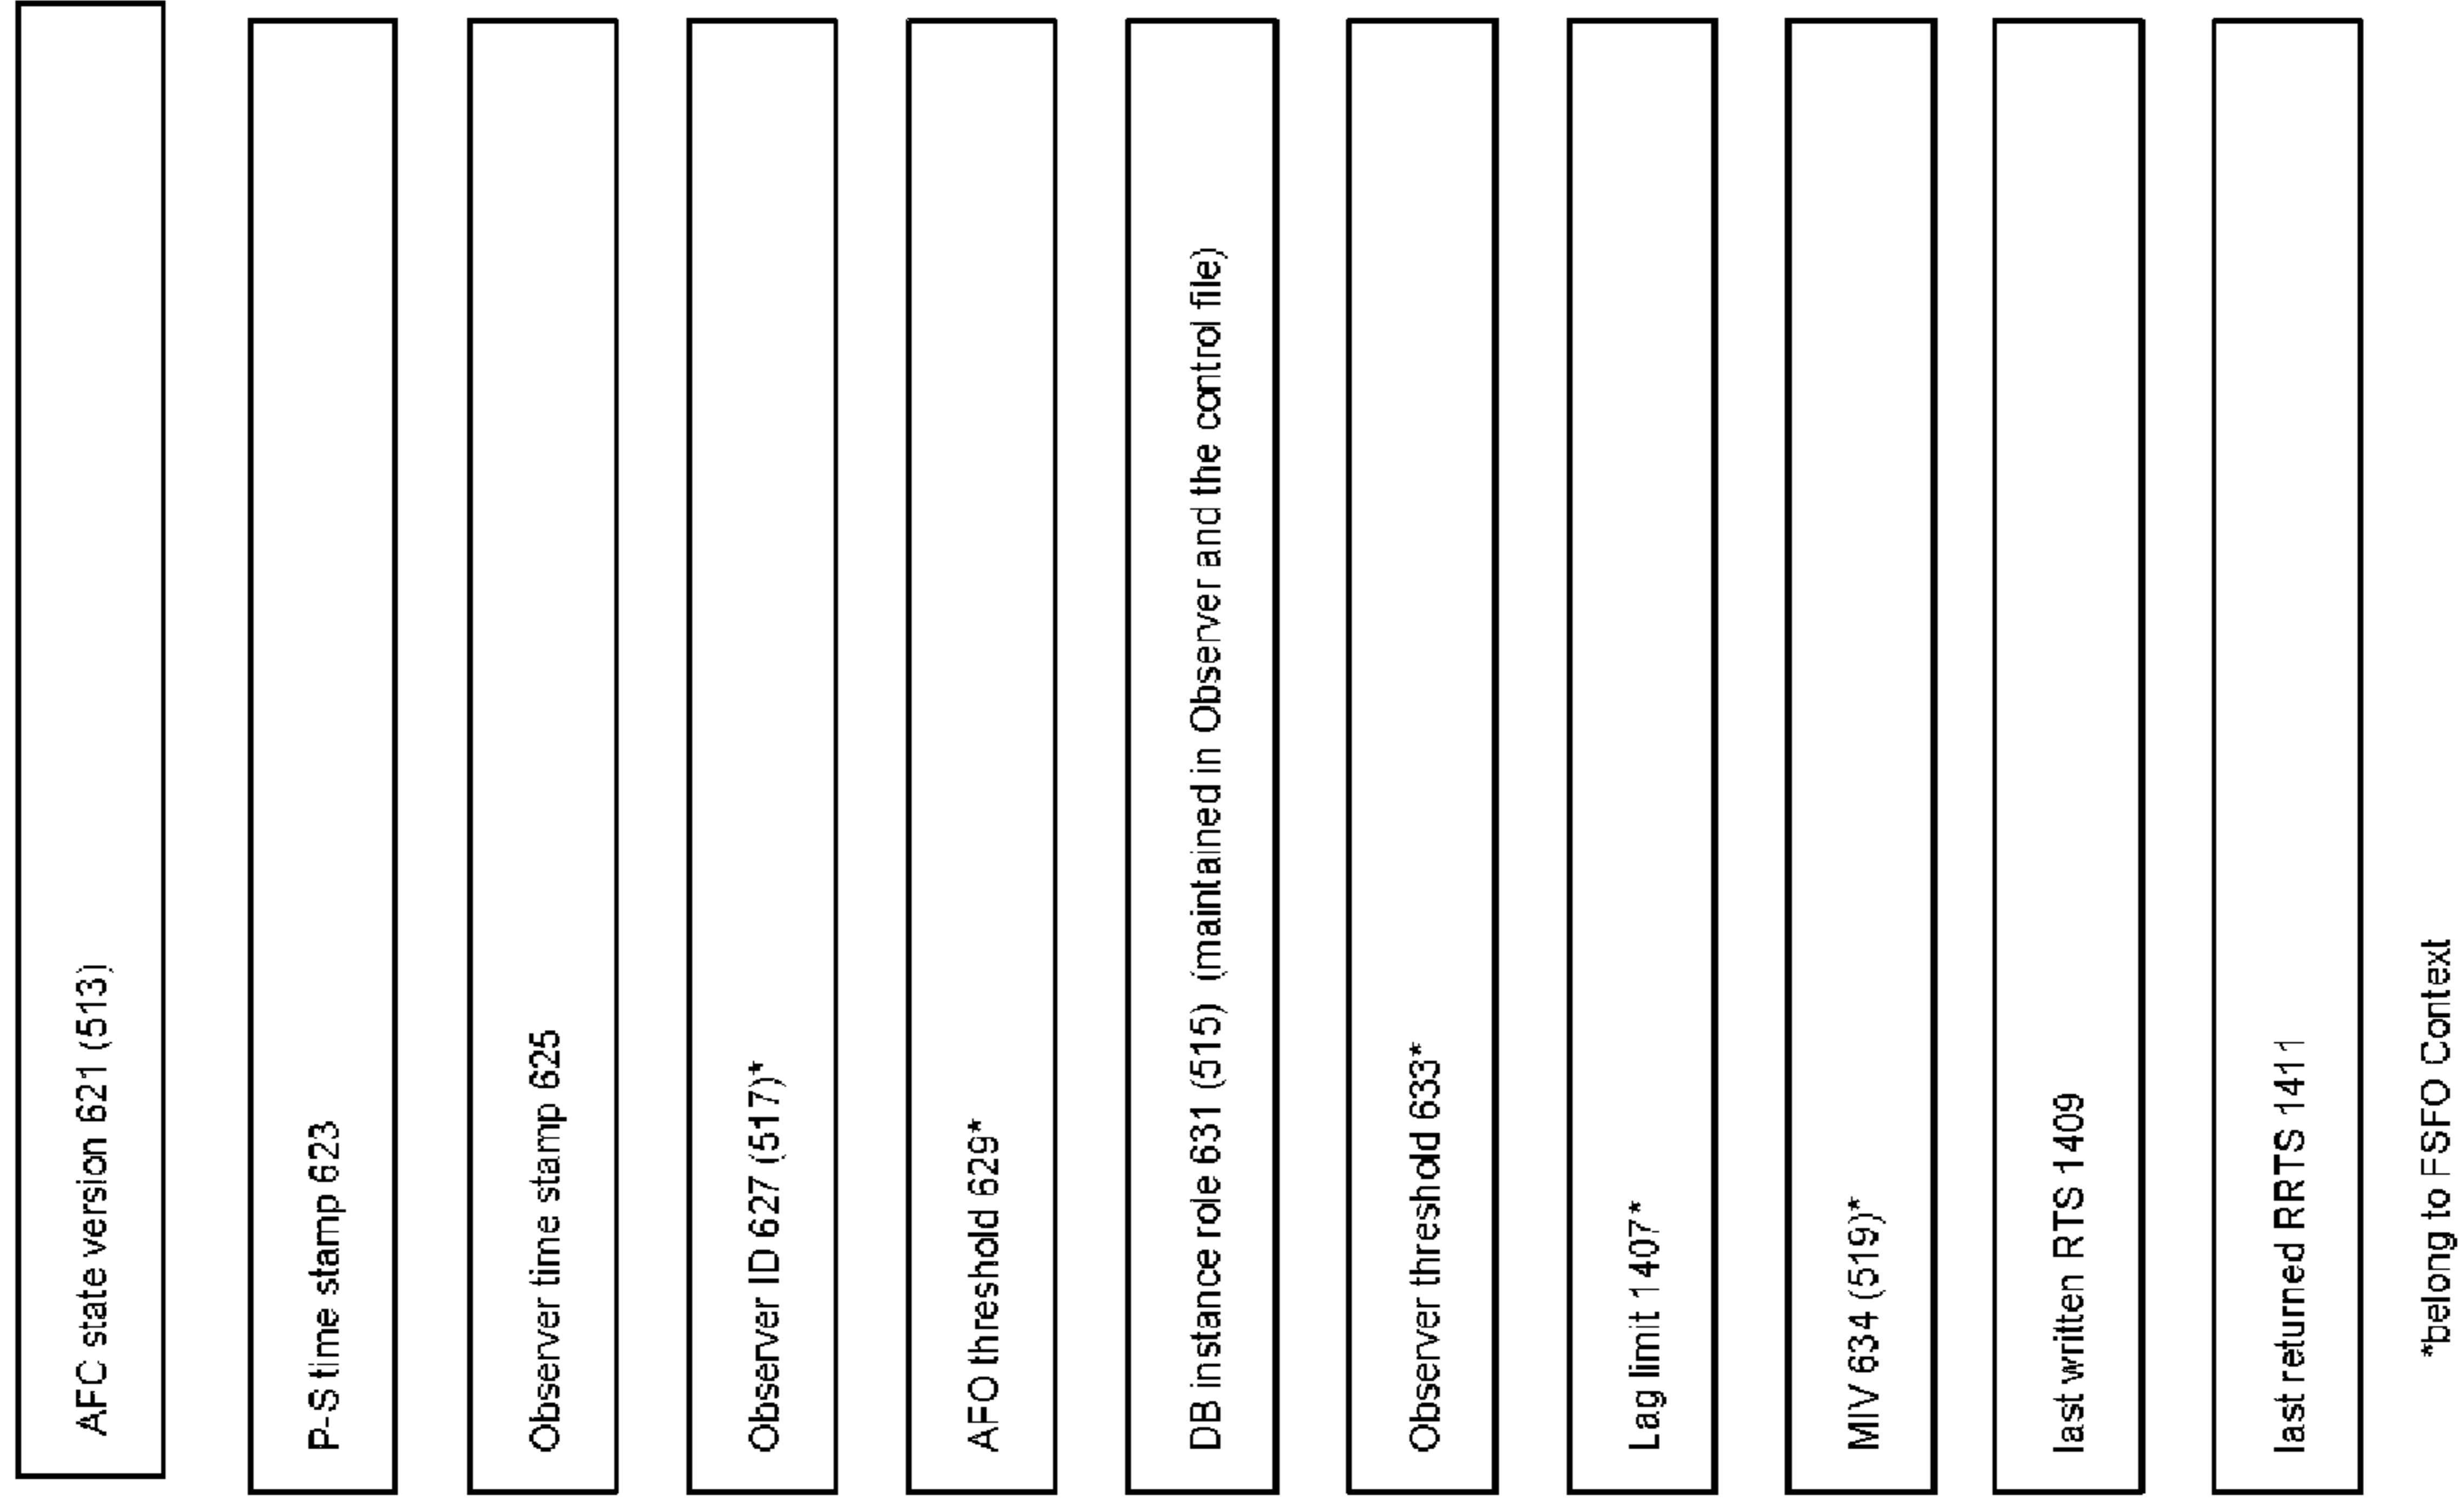 AFC state version 621 (513)
P-S time stamp 623
Observer time stamp 625
Observer ID 627 (517)*
AFO threshold 629*
DB instance role 631 (515) (maintained in Observer and the control file)
Observer threshold 633*
Lag limit 1407*
MIV 634 (519)*
last written RTS 1409
last returned RRTS 1411
*belong to FSFO Context